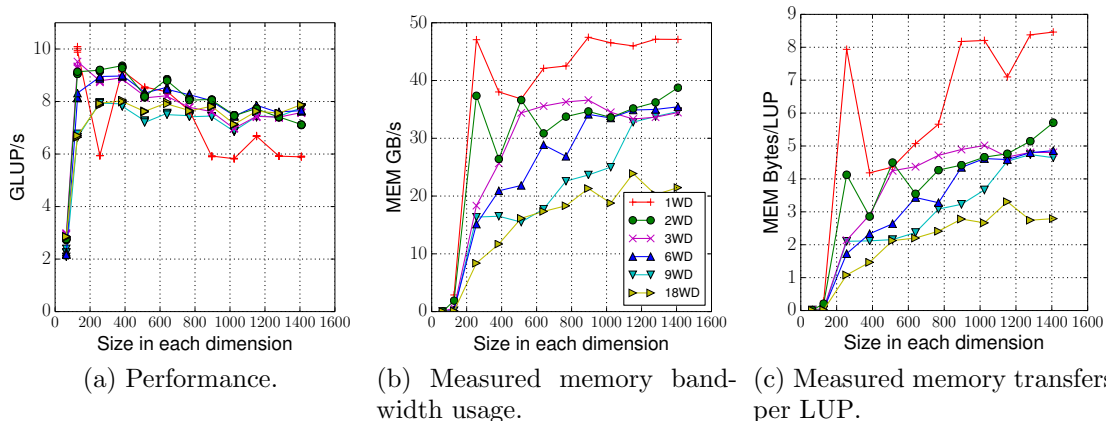 GLUP/s
10
8
6
4
2
0
0 200 400 600 800 1000 1200 1400 1600
Size in each dimension
(a) Performance.
MEM GB/s
50
40
30
20
10
0
0 200 400 600 800 1000 1200 1400 1600
Size in each dimension
1WD
2WD
3WD
6WD
9WD
18WD
(b) Measured memory band-
width usage.
MEM Bytes/LUP
9
8
7
6
5
4
3
2
1
0
0 200 400 600 800 1000 1200 1400 1600
Size in each dimension
(c) Measured memory transfers
per LUP.